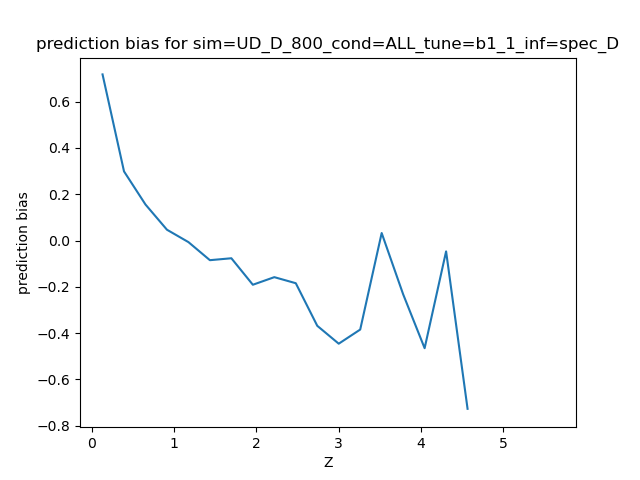 prediction bias for sim=UD_D_800_cond=ALL_tune=b1_1_inf=spec_D
prediction bias
0.6
0.4
0.2
0.0
−0.2
−0.4
−0.6
−0.8
0 1 2 3 4 5
Z